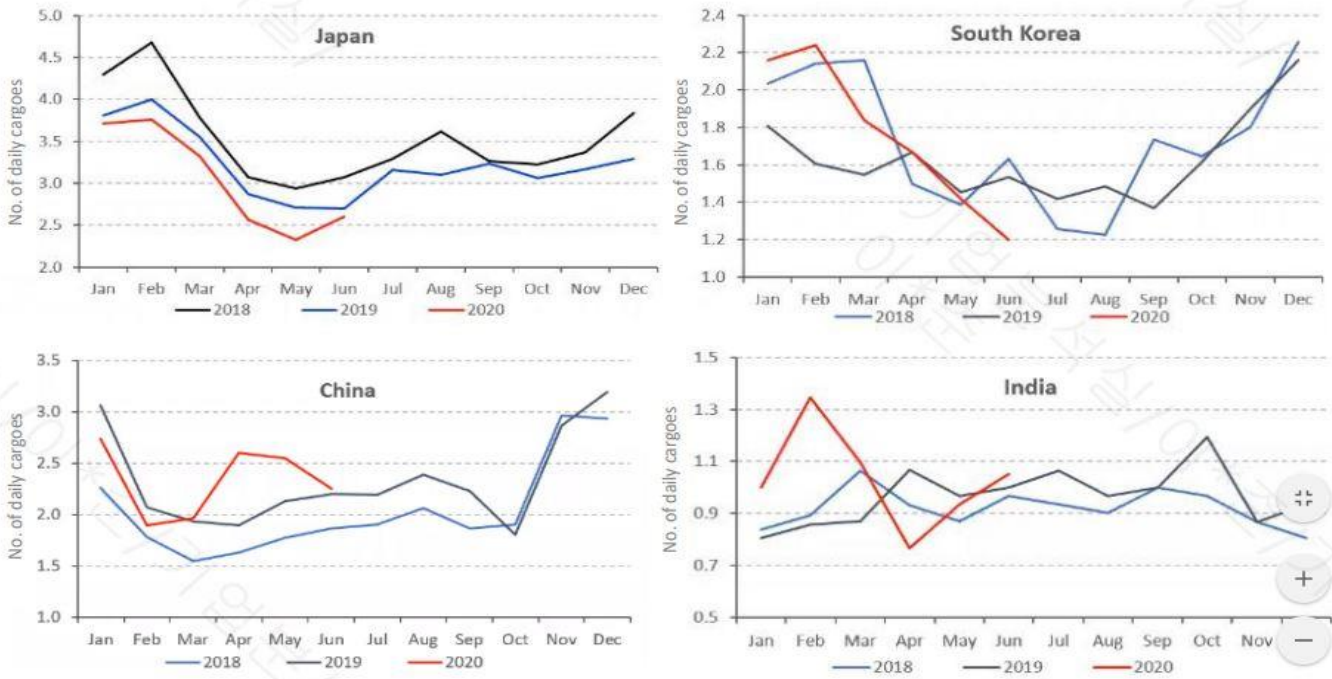 Japan
No. of daily cargoes
5.0
4.5
4.0
3.5
3.0
2.5
2.0
Jan Feb Mar Apr May Jun Jul Aug Sep Oct Nov Dec
2018 2019 2020
South Korea
No. of daily cargoes
2.4
2.2
2.0
1.8
1.6
1.4
1.2
1.0
Jan Feb Mar Apr May Jun Jul Aug Sep Oct Nov Dec
2018 2019 2020
China
No. of daily cargoes
3.5
3.0
2.5
2.0
1.5
1.0
Jan Feb Mar Apr May Jun Jul Aug Sep Oct Nov Dec
2018 2019 2020
India
No. of daily cargoes
1.5
1.3
1.1
0.9
0.7
0.5
Jan Feb Mar Apr May Jun Jul Aug Sep Oct Nov
2018 2019 2020